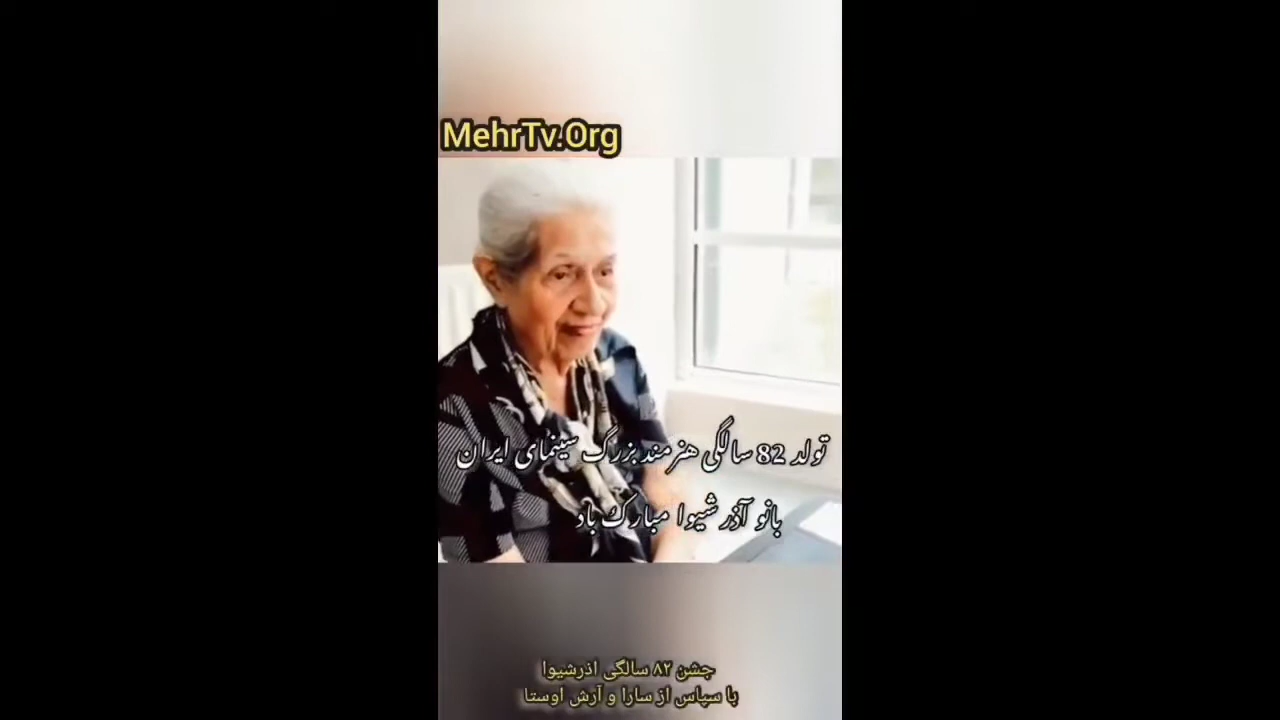 MehrTv.Org
تولد 82 سالگی هنرمند بزرگ سینمای ایران
بانو آذر شیوا مبارک باد
جشن ۸۲ سالگی اذرشیوا
با سپاس از سارا و آرش اوستا